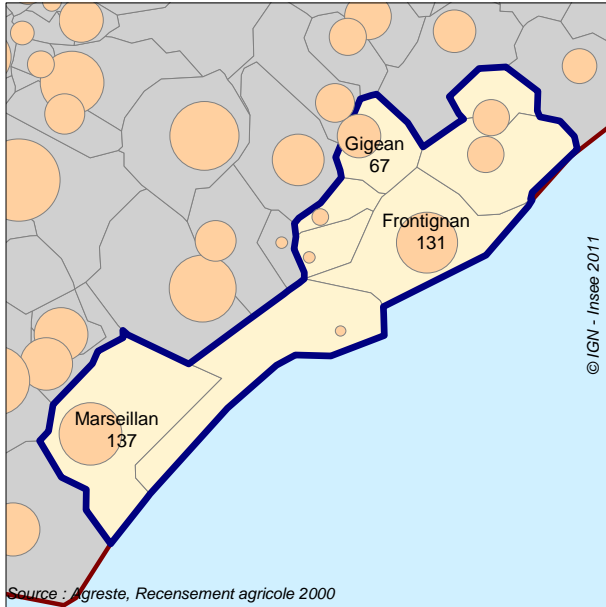 Gigean
67
Frontignan
131
Marseillan
137
© IGN - Insee 2011
Source : Agreste, Recensement agricole 2000